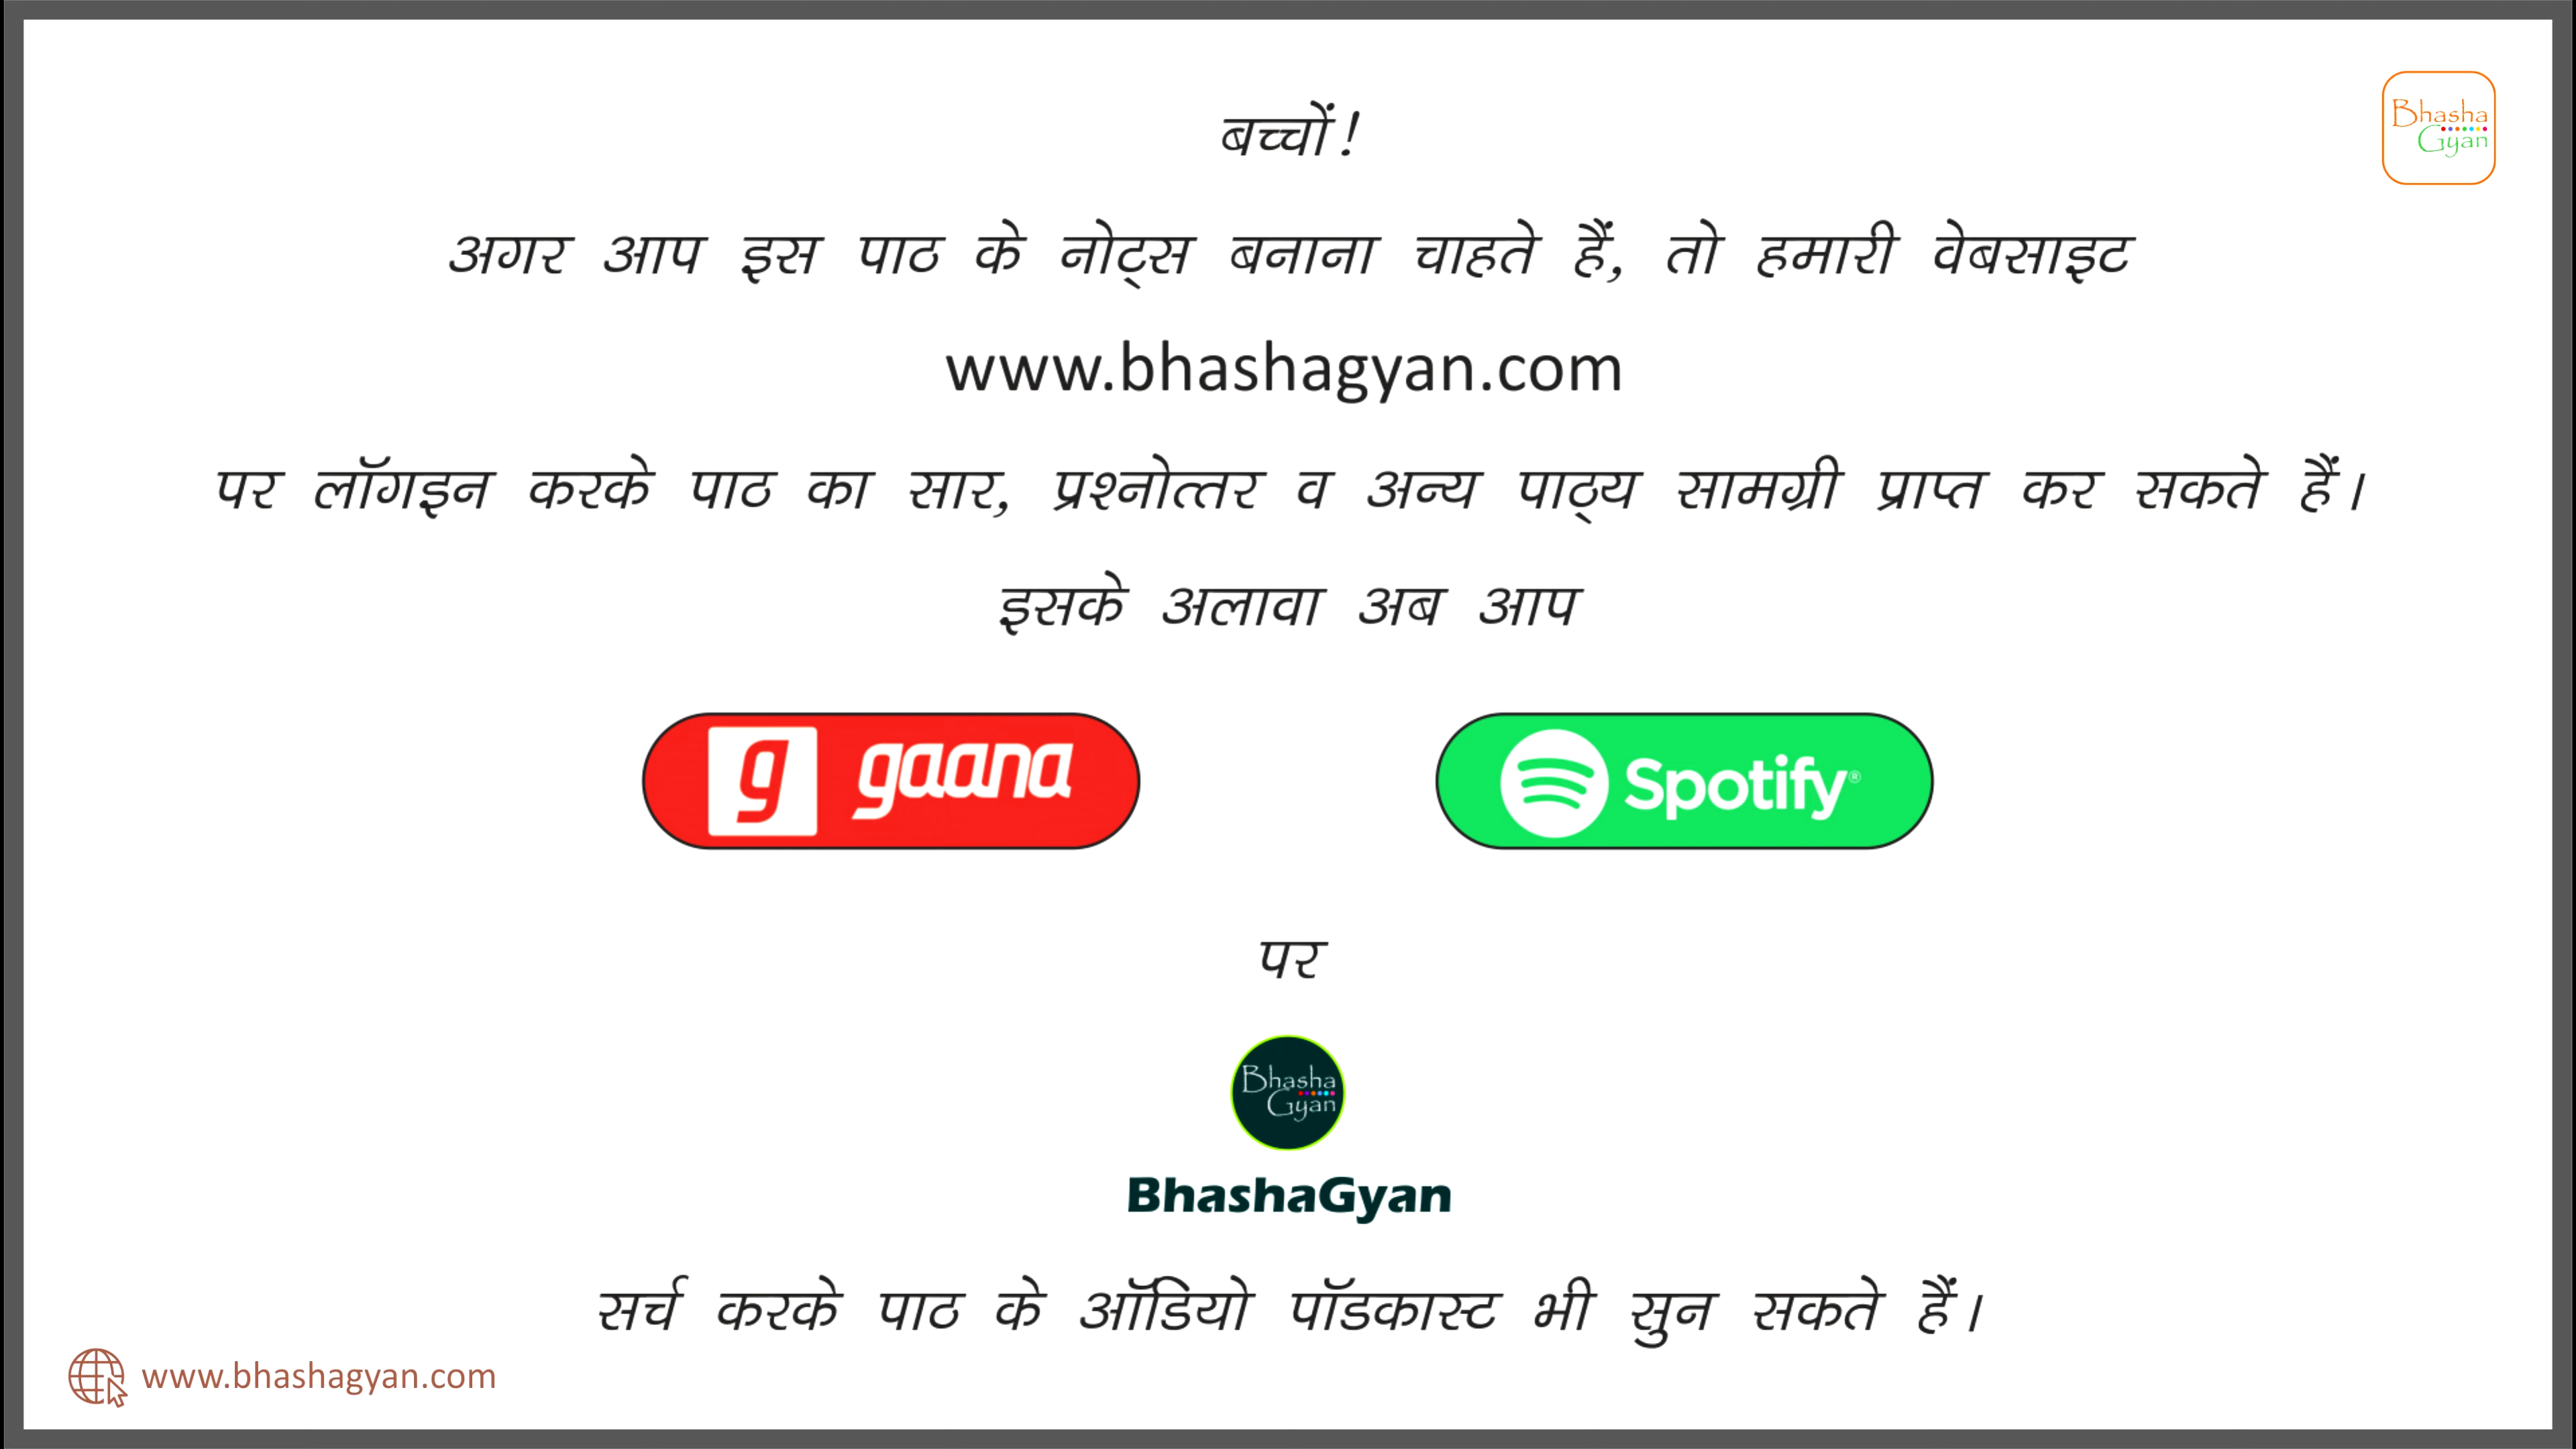 Bhasha
Gyan
बच्चों!
अगर आप इस पाठ के नोट्स बनाना चाहते हैं, तो हमारी वेबसाइट
www.bhashagyan.com
पर लॉगइन करके पाठ का सार, प्रश्नोत्तर व अन्य पाठ्य सामग्री प्राप्त कर सकते हैं।
इसके अलावा अब आप
g gaana Spotify®
पर
Bhasha
Gyan
BhashaGyan
सर्च करके पाठ के ऑडियो पॉडकास्ट भी सुन सकते हैं।
www.bhashagyan.com